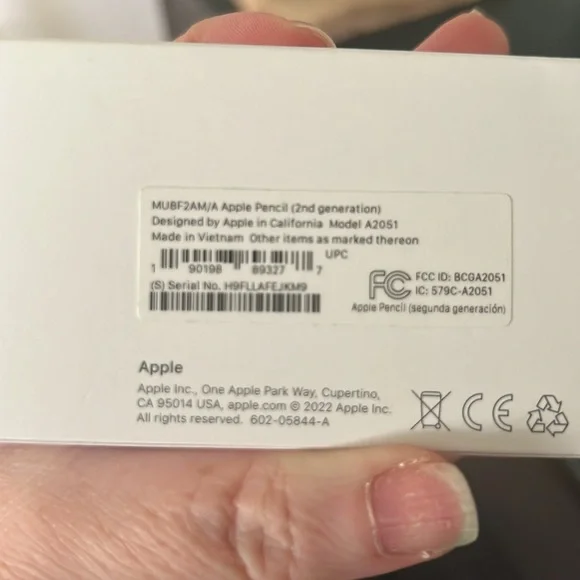 MU8F2AM/A Apple Pencil (2nd generation)
Designed by Apple in California Model A2051
Made in Vietnam Other items as marked thereon
UPC
1 90198 89327 7
(S) Serial No. H9FLLAFEJKM9
FCC ID: BCGA2051
IC: 579C-A2051
Apple Pencil (segunda generación)
Apple
Apple Inc., One Apple Park Way, Cupertino,
CA 95014 USA, apple.com © 2022 Apple Inc.
All rights reserved. 602-05844-A